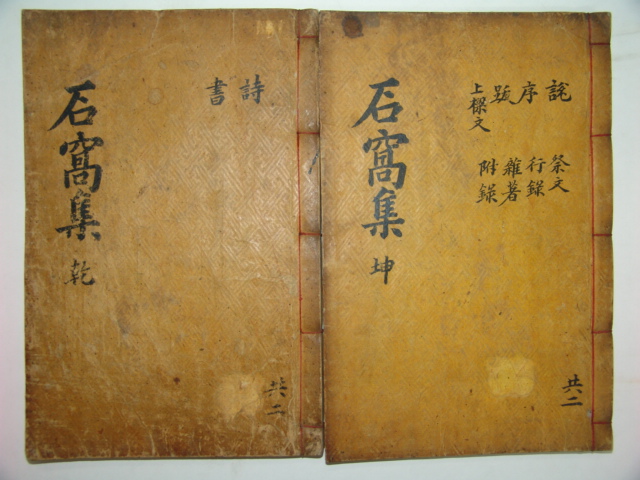 石窩集 乾
詩
書
共二
石窩集 坤
說 祭文
序 行錄
跋 雜著
上樑文 附錄
共二